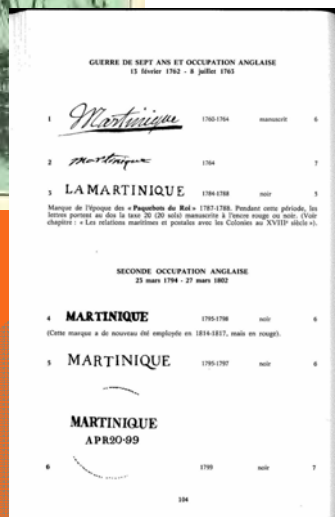 GUERRE DE SEPT ANS ET OCCUPATION ANGLAISE
13 février 1762 - 8 juillet 1763
1 Martinique 1760-1764 manuscrit 6
2 Martinique 1764 7
3 LAMARTINIQUE 1784-1788 noir 5
Marque de l'époque des « Paquebots du Roi » 1787-1788. Pendant cette période, les
lettres portent au dos la taxe 20 (20 sols) manuscrite à l'encre rouge ou noir. (Voir
chapitre : « Les relations maritimes et postales avec les Colonies au XVIIIᵉ siècle »).
SECONDE OCCUPATION ANGLAISE
25 mars 1794 - 27 mars 1802
4 MARTINIQUE 1795-1798 noir 6
(Cette marque a de nouveau été employée en 1814-1817, mais en rouge).
5 MARTINIQUE 1795-1797 noir 6
MARTINIQUE
APR20·99
6 1799 noir 7
104